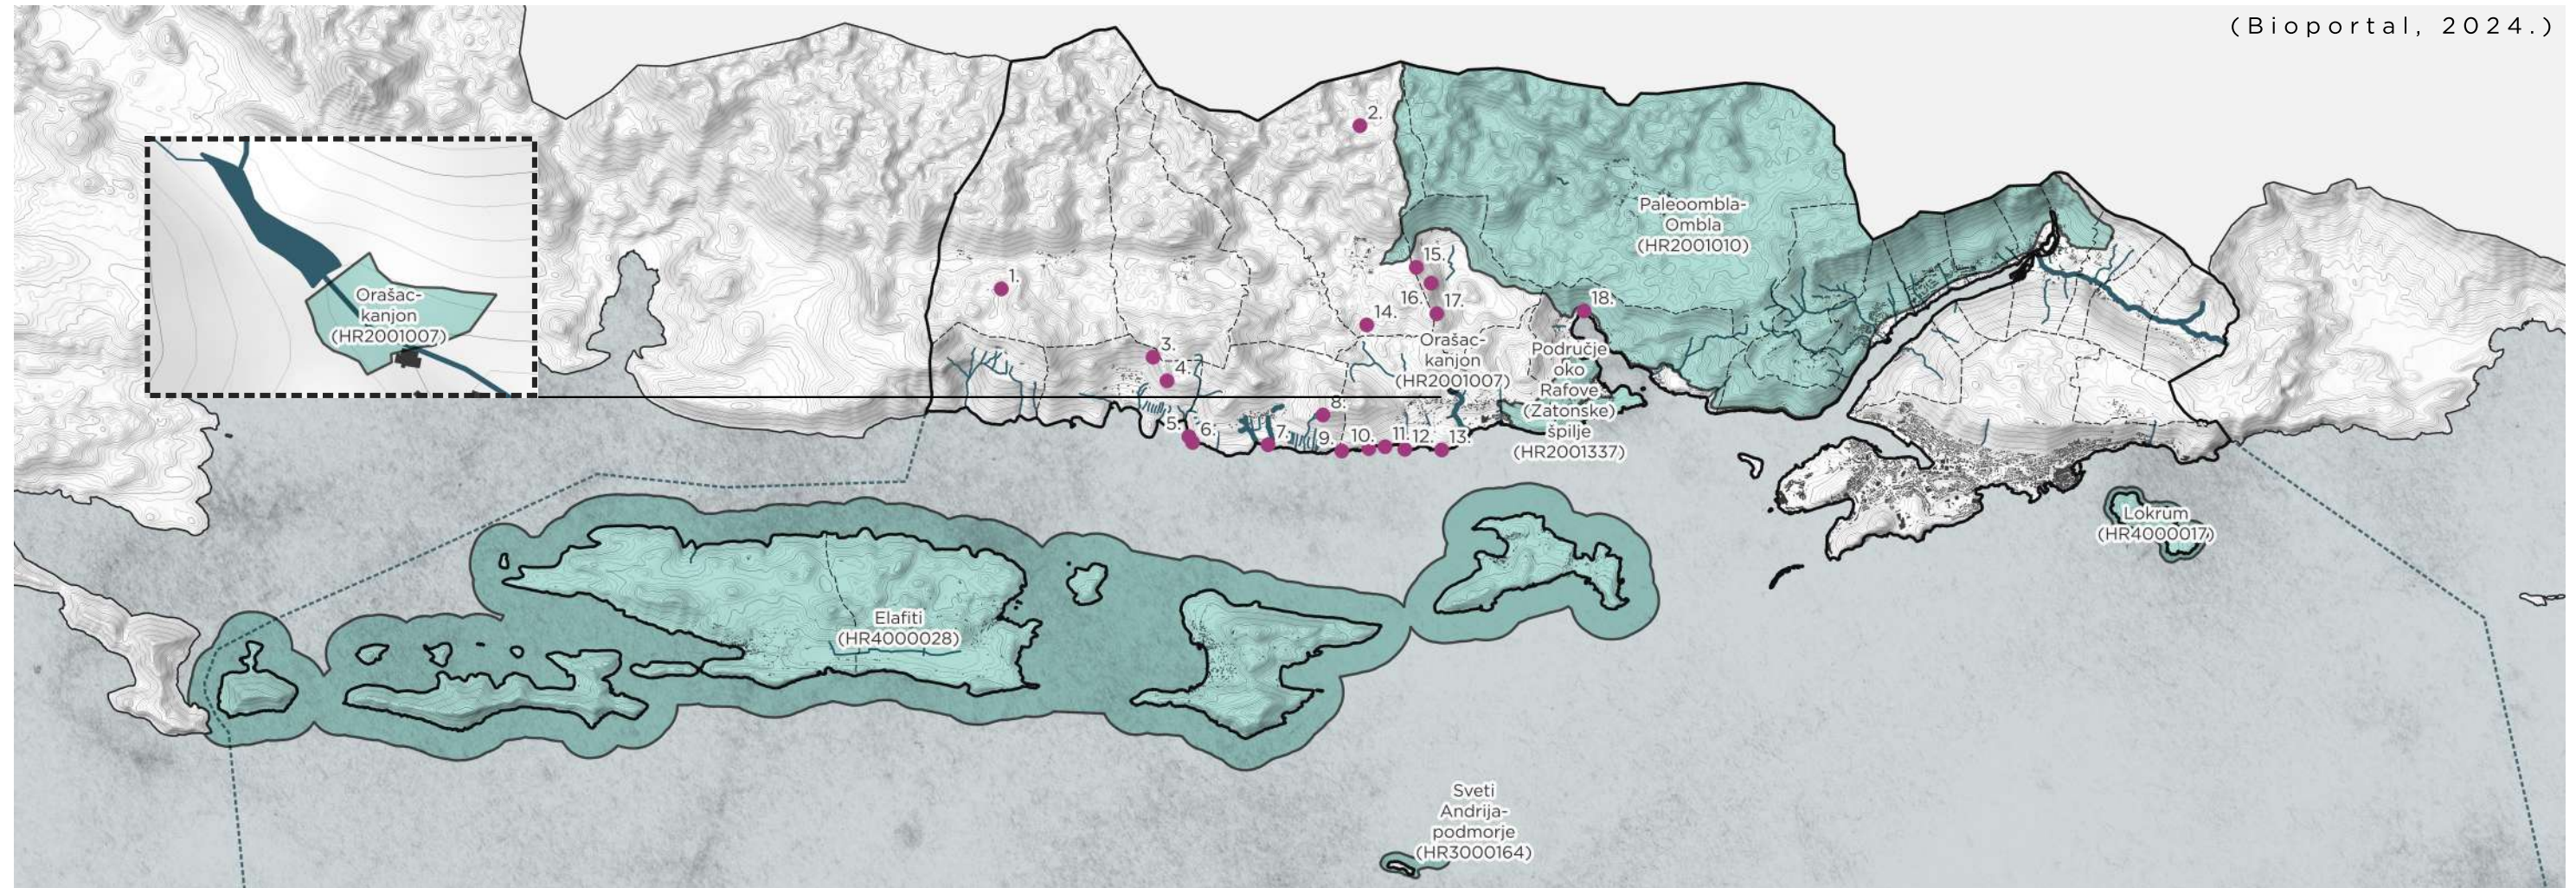 (Bioportal, 2024.)
2.
Paleoombla-
Ombla
(HR2001010)
15.
1.
16.
17.
18.
Orašac-
kanjon
(HR2001007)
14.
3.
4.
Orašac-
kanjon
(HR2001007)
Područje
oko
Rafove
(Zatonske)
špilje
(HR2001337)
8.
5.
6.
7.
9.
10.
11.
12.
13.
Lokrum
(HR4000017)
Elafiti
(HR4000028)
Sveti
Andrija-
podmorje
(HR3000164)